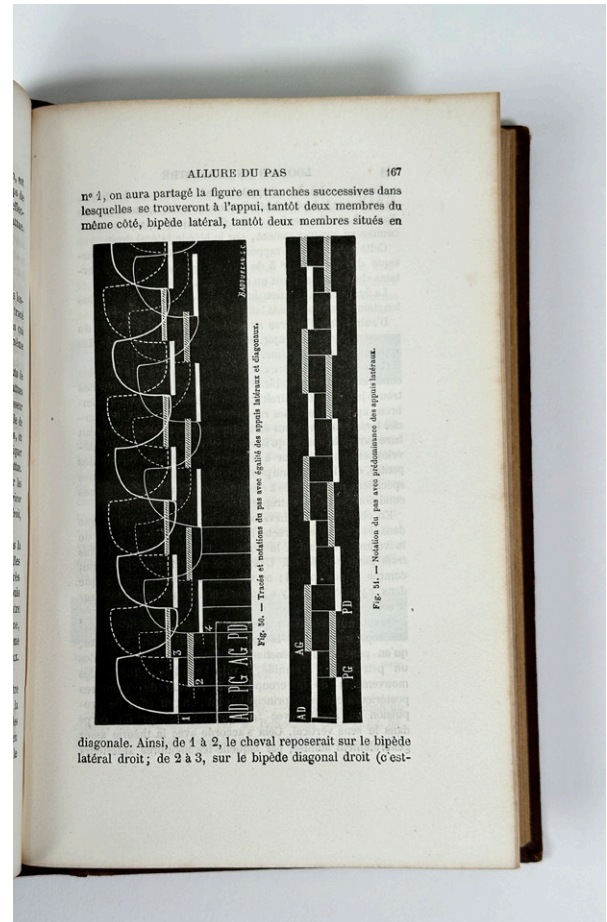 ALLURE DU PAS 167
n° 1, on aura partagé la figure en tranches successives dans
lesquelles se trouveront à l'appui, tantôt deux membres du
même côté, bipède latéral, tantôt deux membres situés en
1
2
3
4
AD PG AG PD
Fig. 50. — Tracés et notations du pas avec égalité des appuis latéraux et diagonaux.
AD
AG
PG
PD
Fig. 51. — Notation du pas avec prédominance des appuis latéraux.
diagonale. Ainsi, de 1 à 2, le cheval reposerait sur le bipède
latéral droit ; de 2 à 3, sur le bipède diagonal droit (c'est-